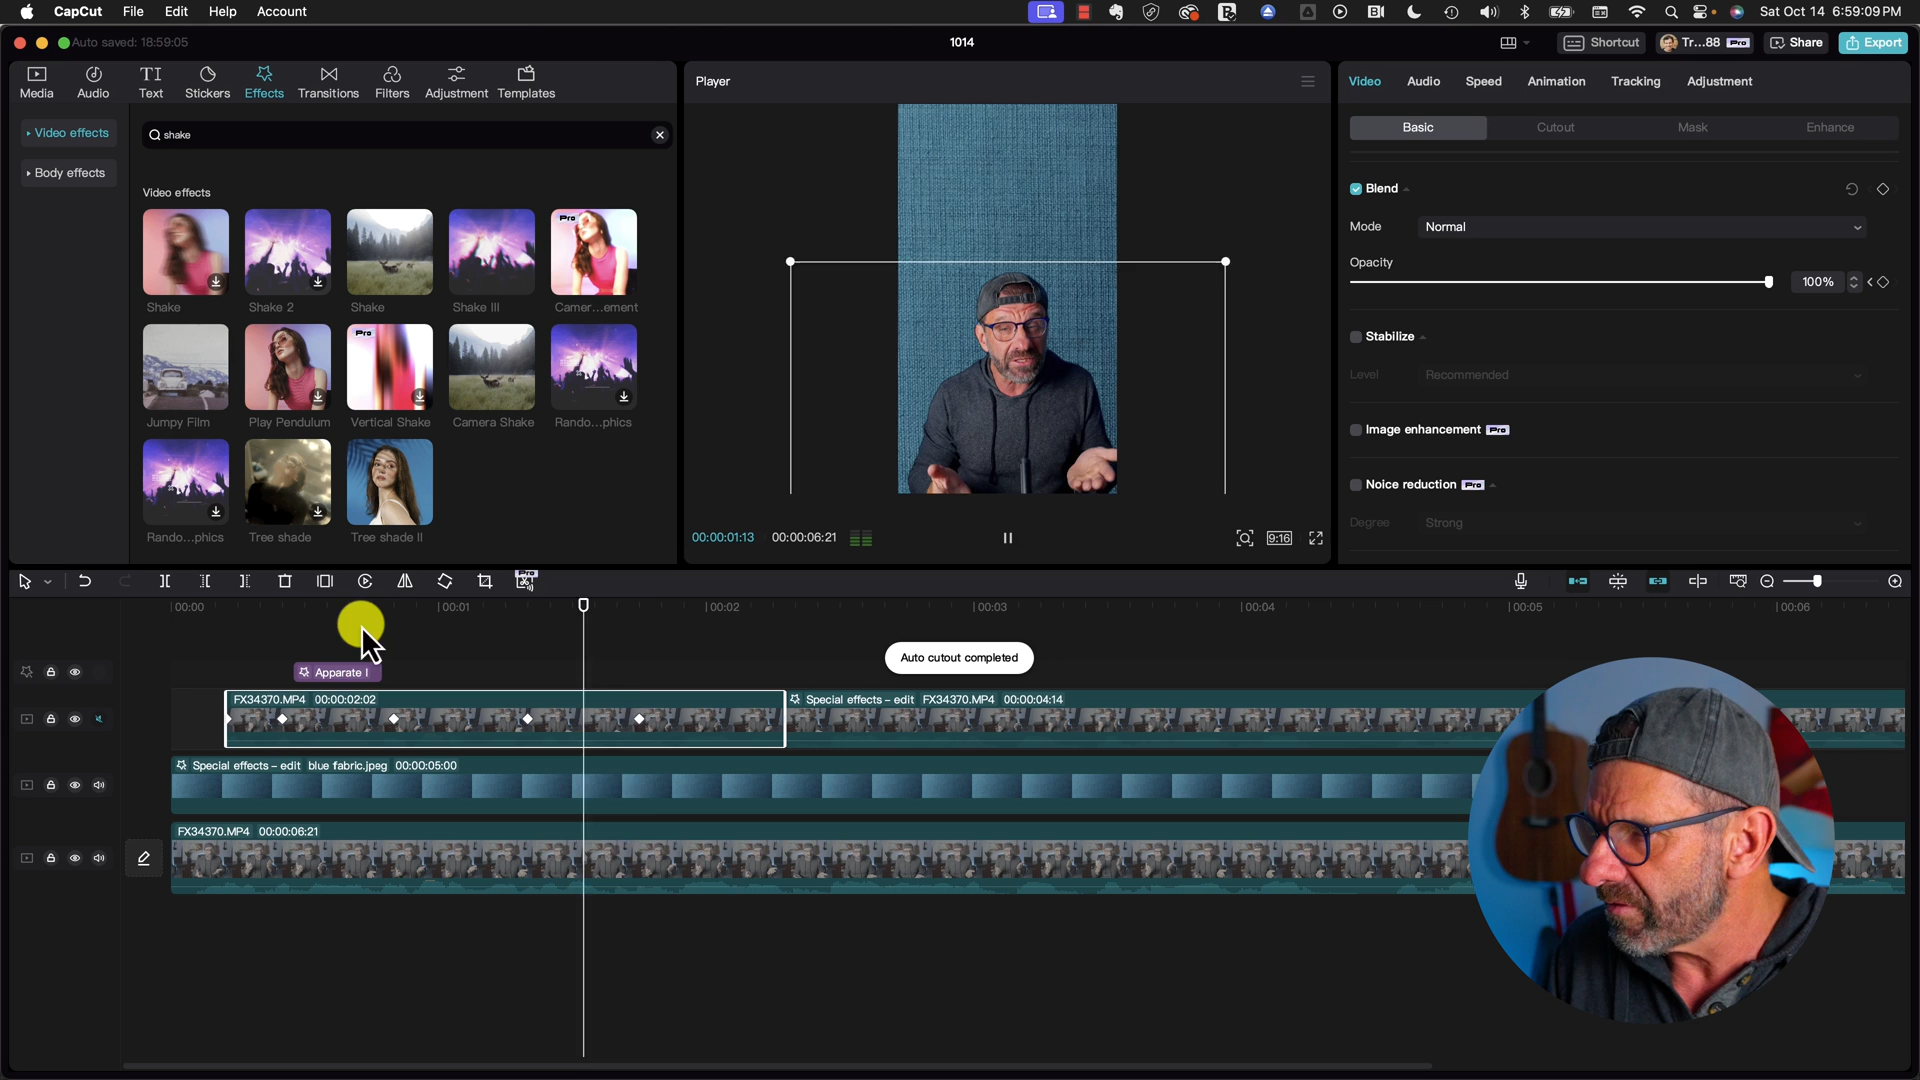 CapCut File Edit Help Account
Sat Oct 14 6:59:09 PM
Auto saved: 18:59:05
1014
Shortcut
Tr...88 Pro
Share
Export
Media Audio Text Stickers Effects Transitions Filters Adjustment Templates
Video effects
Body effects
shake
Video effects
Pro
Shake Shake 2 Shake Shake III Camer...ement
Pro
Jumpy Film Play Pendulum Vertical Shake Camera Shake Rando...phics
Rando...phics Tree shade Tree shade II
Player
00:00:01:13 00:00:06:21
9:16
Video Audio Speed Animation Tracking Adjustment
Basic Cutout Mask Enhance
Blend
Mode Normal
Opacity
100%
Stabilize
Level Recommended
Image enhancement Pro
Noice reduction Pro
Degree Strong
Pro
00:00 00:01 00:02 00:03 00:04 00:05 00:06
Auto cutout completed
Apparate I
FX34370.MP4 00:00:02:02
Special effects – edit FX34370.MP4 00:00:04:14
Special effects – edit blue fabric.jpeg 00:00:05:00
FX34370.MP4 00:00:06:21